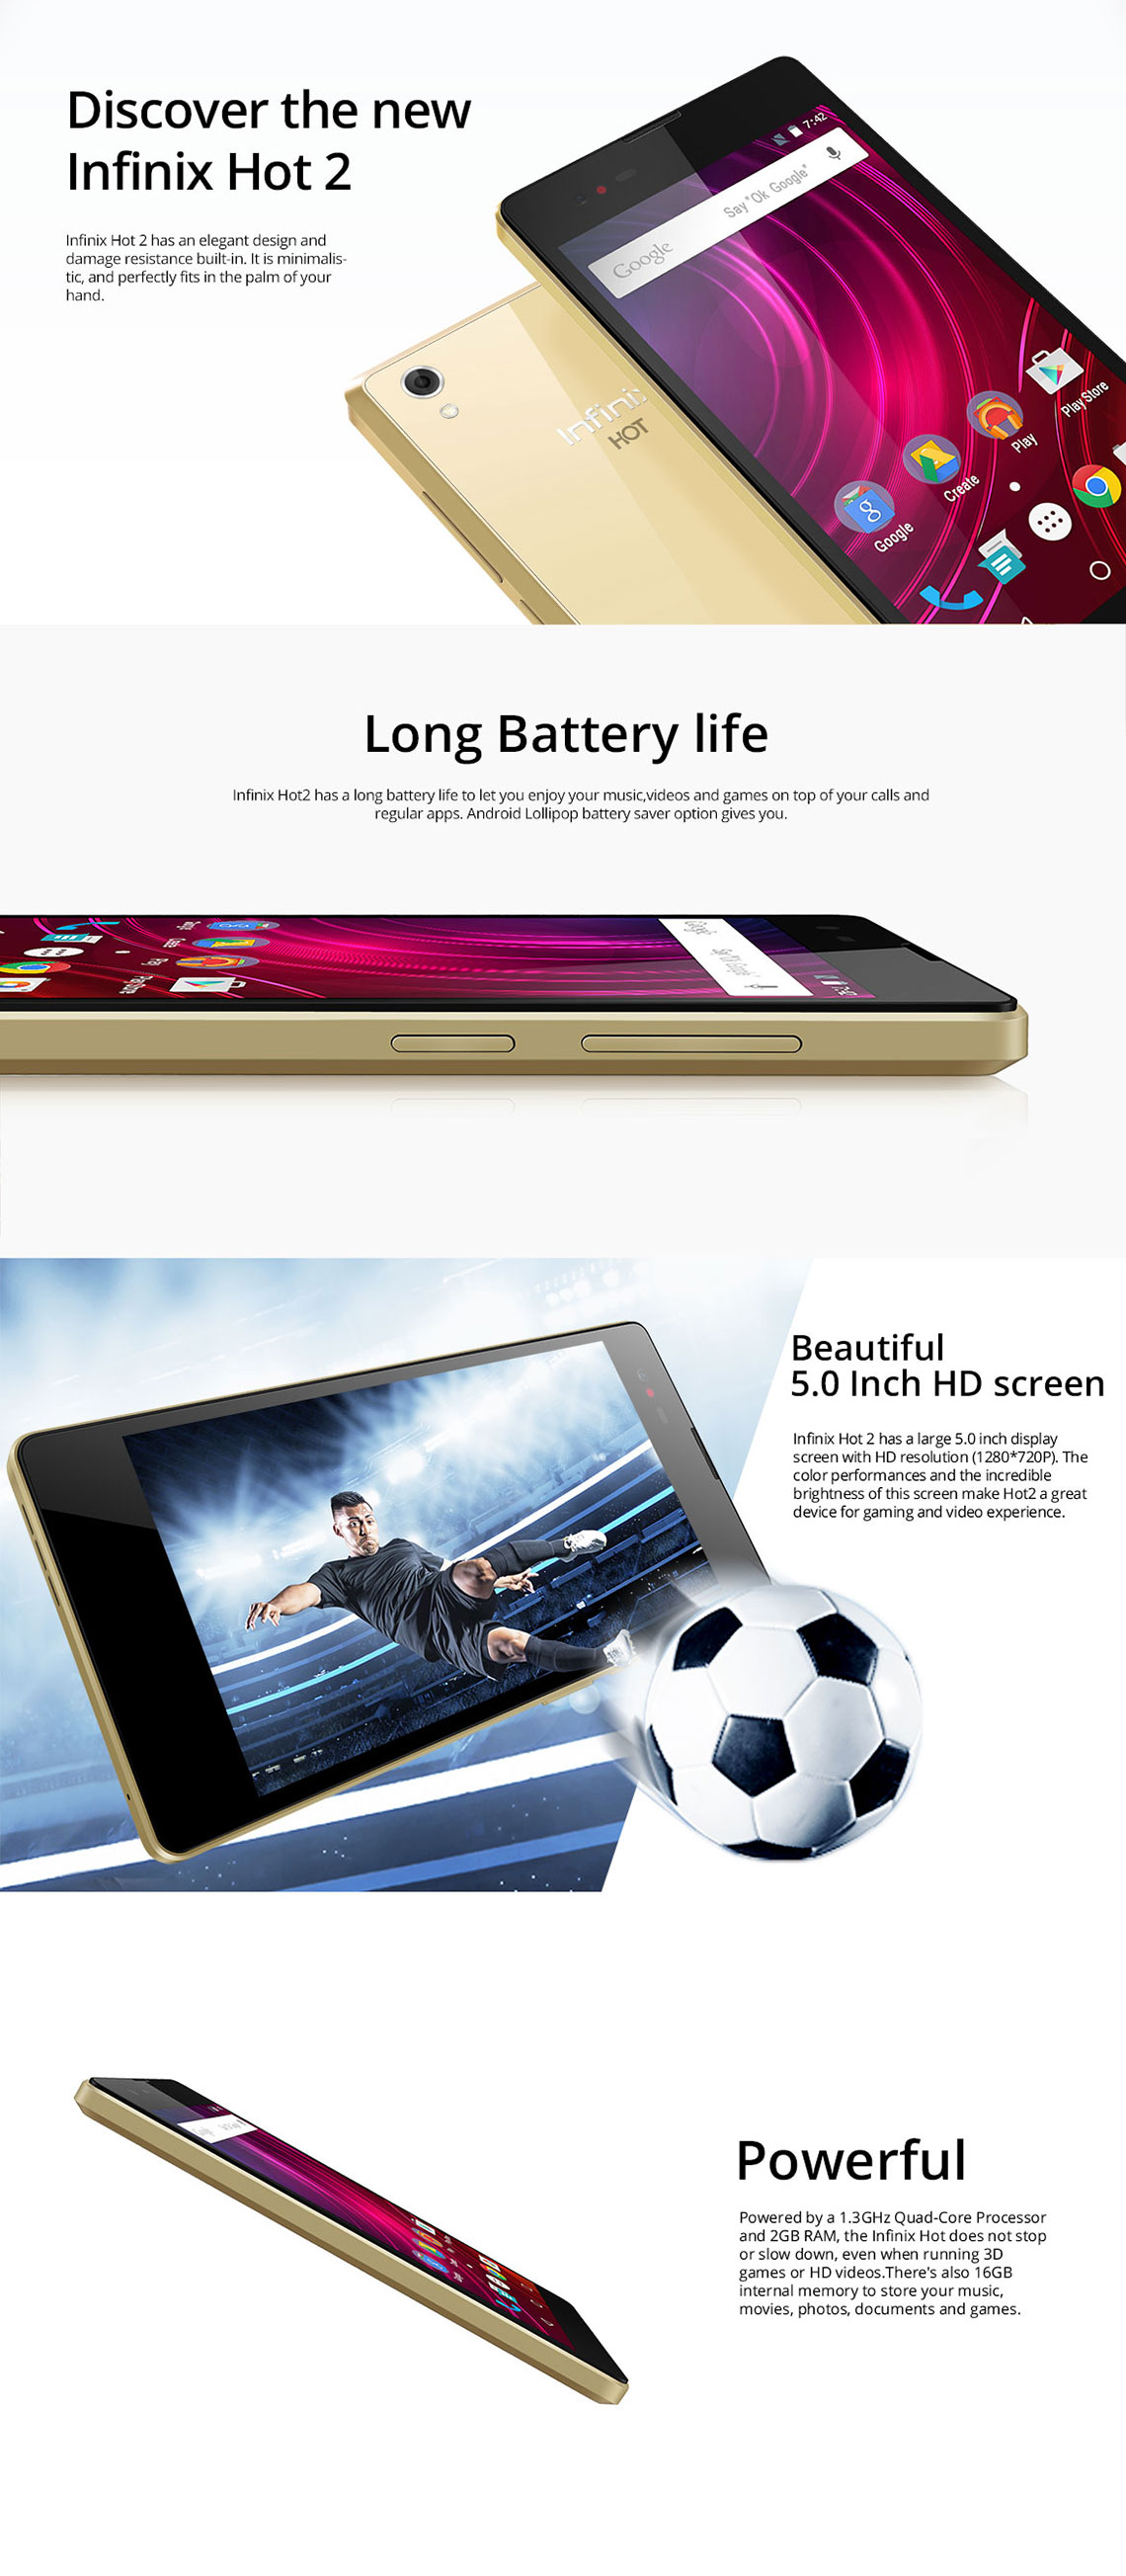 Discover the new
Infinix Hot 2
Infinix Hot 2 has an elegant design and
damage resistance built-in. It is minimalis-
tic, and perfectly fits in the palm of your
hand.
7:42
Google
Say "Ok Google"
Infini
HOT
Google
Create
Play
Play Store
Long Battery life
Infinix Hot2 has a long battery life to let you enjoy your music,videos and games on top of your calls and
regular apps. Android Lollipop battery saver option gives you.
Beautiful
5.0 Inch HD screen
Infinix Hot 2 has a large 5.0 inch display
screen with HD resolution (1280*720P). The
color performances and the incredible
brightness of this screen make Hot2 a great
device for gaming and video experience.
Powerful
Powered by a 1.3GHz Quad-Core Processor
and 2GB RAM, the Infinix Hot does not stop
or slow down, even when running 3D
games or HD videos.There's also 16GB
internal memory to store your music,
movies, photos, documents and games.